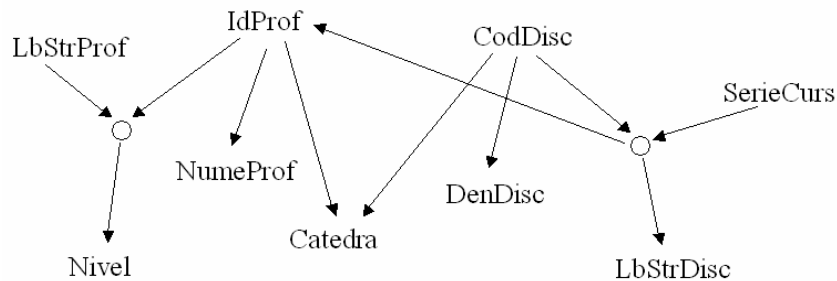 IdProf
CodDisc
LbStrProf
SerieCurs
NumeProf
DenDisc
Catedra
Nivel
LbStrDisc